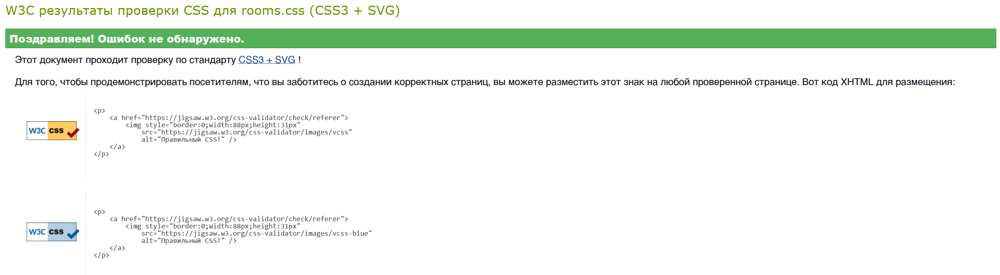 W3C результаты проверки CSS для rooms.css (CSS3 + SVG)
Поздравляем! Ошибок не обнаружено.
Этот документ проходит проверку по стандарту CSS3 + SVG !
Для того, чтобы продемонстрировать посетителям, что вы заботитесь о создании корректных страниц, вы можете разместить этот знак на любой проверенной странице. Вот код XHTML для размещения:
W3C css
<p>
    <a href="https://jigsaw.w3.org/css-validator/check/referer">
        <img style="border:0;width:88px;height:31px"
            src="https://jigsaw.w3.org/css-validator/images/vcss"
            alt="Правильный CSS!" />
    </a>
</p>
W3C css
<p>
    <a href="https://jigsaw.w3.org/css-validator/check/referer">
        <img style="border:0;width:88px;height:31px"
            src="https://jigsaw.w3.org/css-validator/images/vcss-blue"
            alt="Правильный CSS!" />
    </a>
</p>